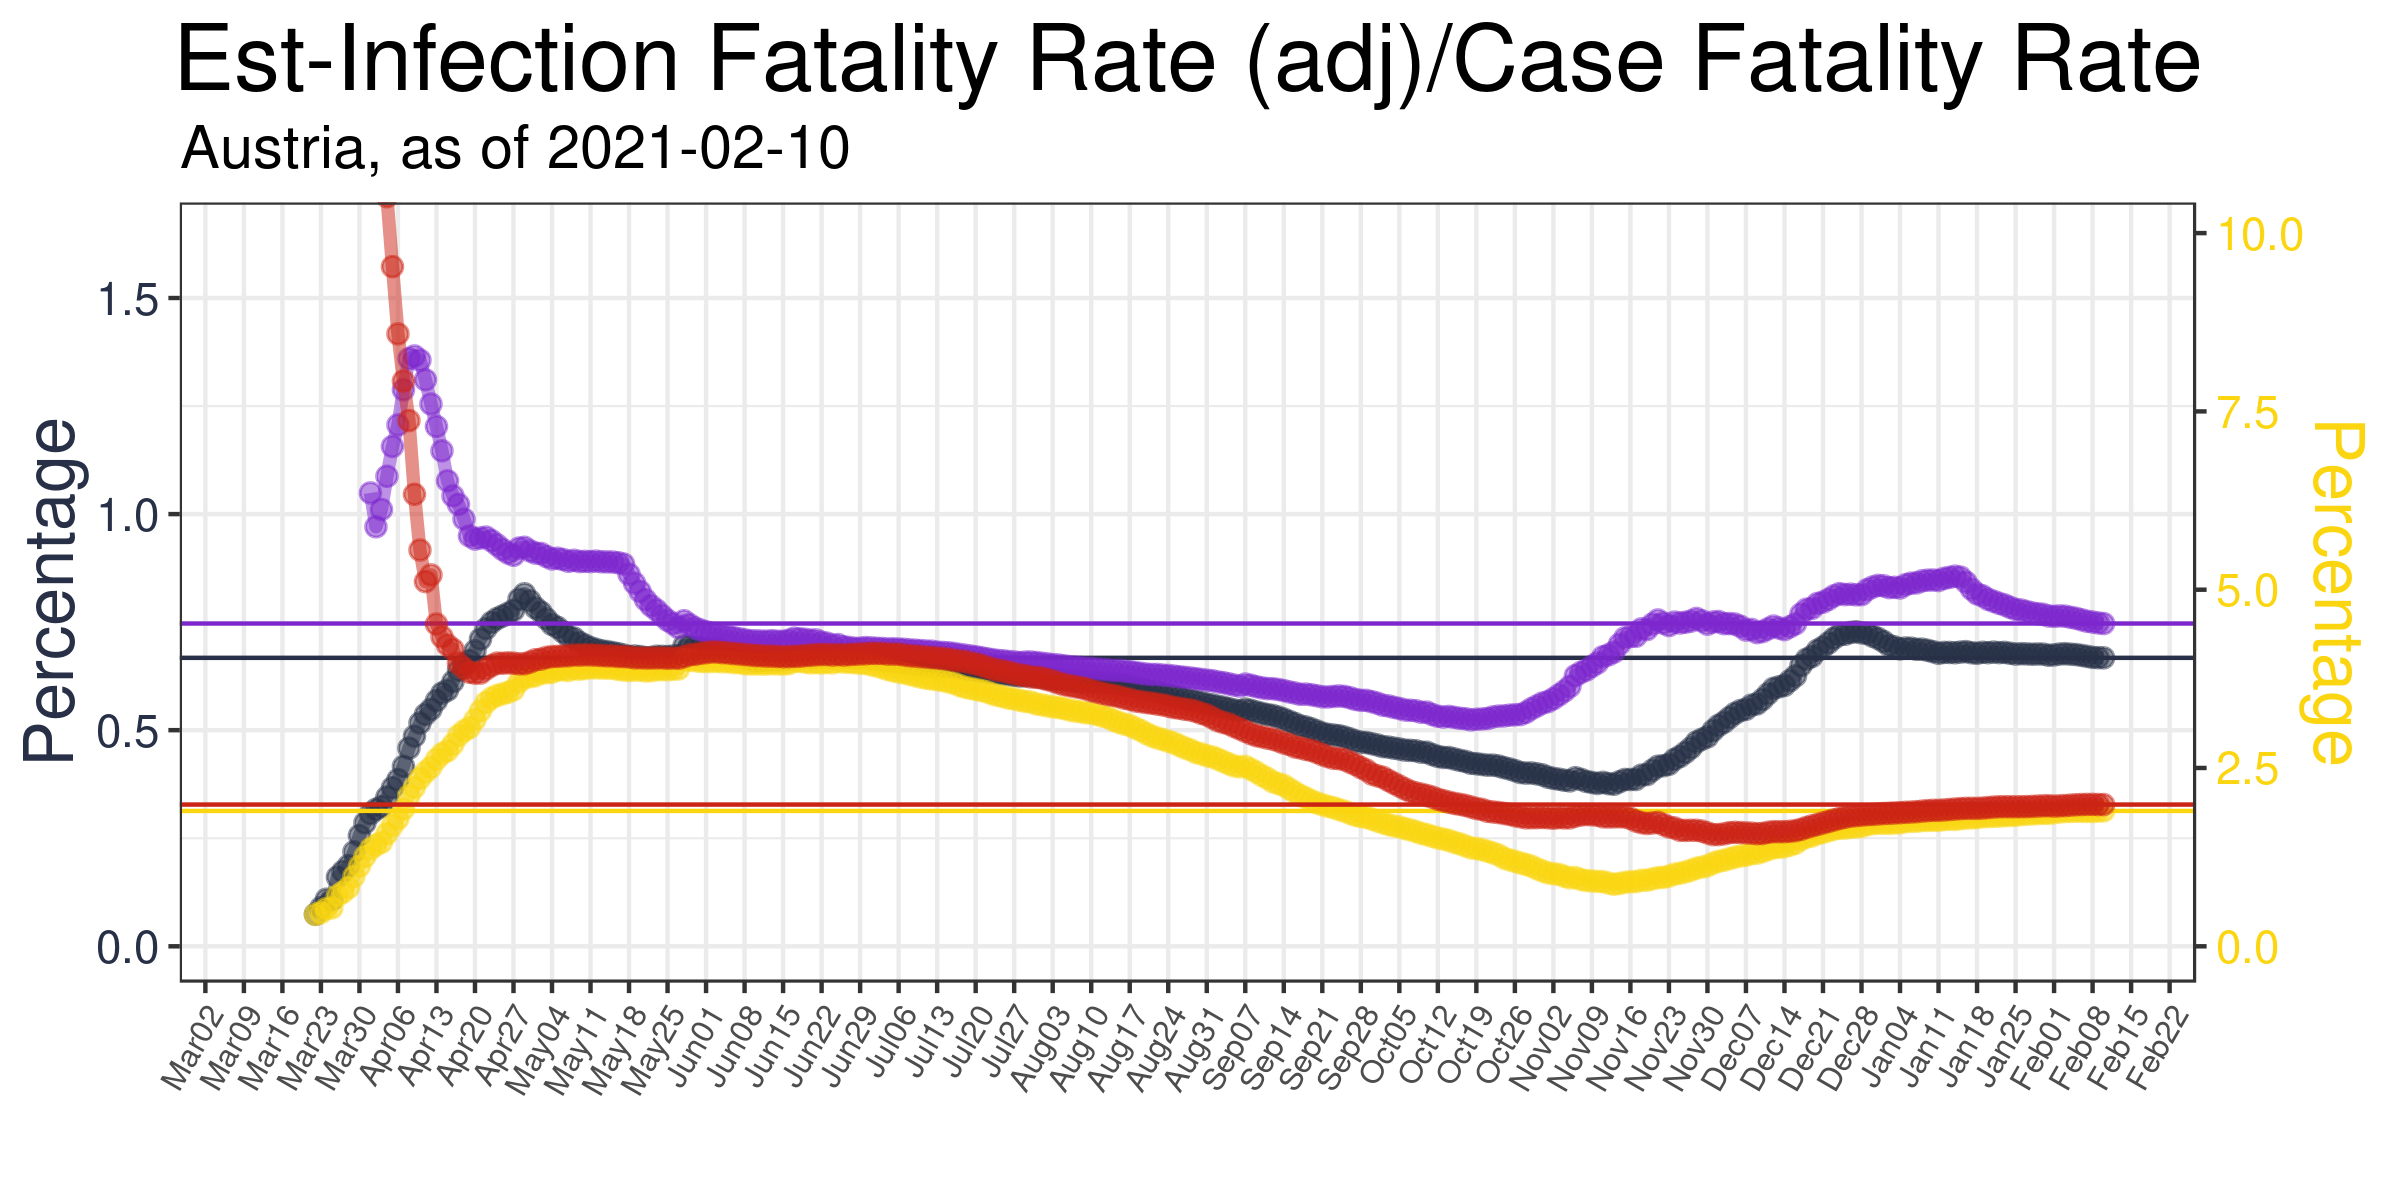 Est-Infection Fatality Rate (adj)/Case Fatality Rate
Austria, as of 2021-02-10
Percentage
1.5
1.0
0.5
0.0
10.0
7.5
5.0
2.5
0.0
Percentage
Mar02 Mar09 Mar16 Mar23 Mar30 Apr06 Apr13 Apr20 Apr27 May04 May11 May18 May25 Jun01 Jun08 Jun15 Jun22 Jun29 Jul06 Jul13 Jul20 Jul27 Aug03 Aug10 Aug17 Aug24 Aug31 Sep07 Sep14 Sep21 Sep28 Oct05 Oct12 Oct19 Oct26 Nov02 Nov09 Nov16 Nov23 Nov30 Dec07 Dec14 Dec21 Dec28 Jan04 Jan11 Jan18 Jan25 Feb01 Feb08 Feb15 Feb22